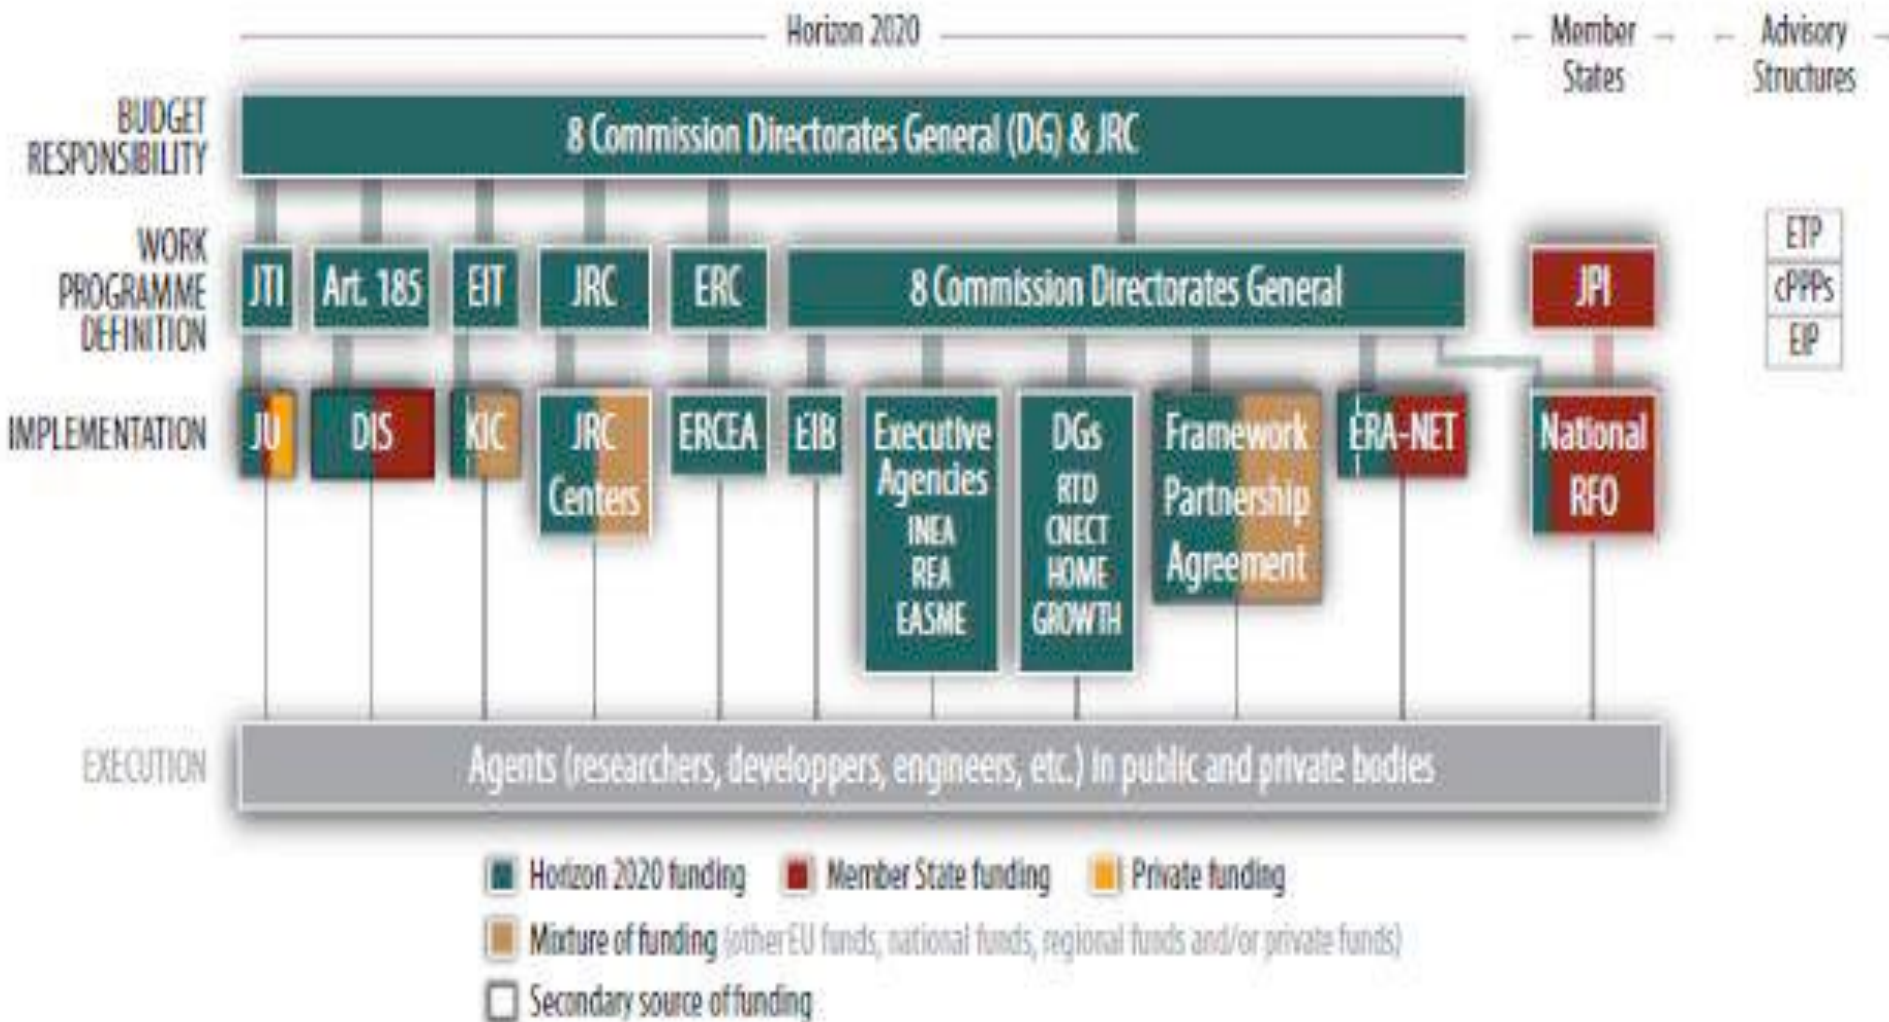 Horizon 2020
Member
States
Advisory
Structures
BUDGET
RESPONSIBILITY
8 Commission Directorates General (DG) & JRC
WORK
PROGRAMME
DEFINITION
JTI
Art. 185
EIT
JRC
ERC
8 Commission Directorates General
JPI
ETP
cPPPs
EIP
IMPLEMENTATION
JU
DIS
KIC
JRC
Centers
ERCEA
EIB
Executive
Agencies
INEA
REA
EASME
DGs
RTD
CNECT
HOME
GROWTH
Framework
Partnership
Agreement
ERA-NET
National
RFO
EXECUTION
Agents (researchers, developpers, engineers, etc.) in public and private bodies
Horizon 2020 funding
Member State funding
Private funding
Mixture of funding (other EU funds, national funds, regional funds and/or private funds)
Secondary source of funding